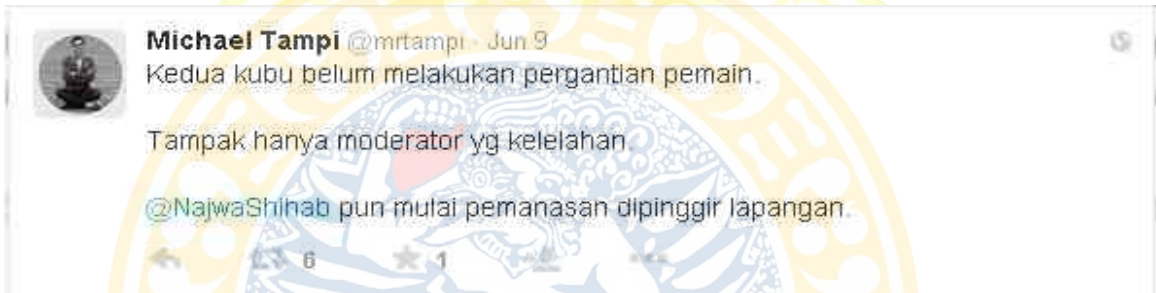 Michael Tampi @mrtampi · Jun 9
Kedua kubu belum melakukan pergantian pemain.
Tampak hanya moderator yg kelelahan.
@NajwaShihab pun mulai pemanasan dipinggir lapangan.
6 1